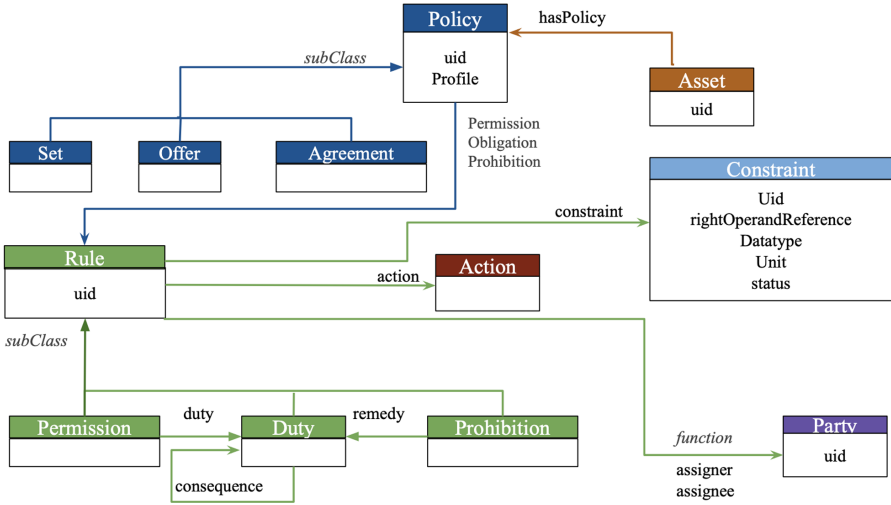 Policy
uid
Profile
hasPolicy
Asset
uid
subClass
Permission
Obligation
Prohibition
Set
Offer
Agreement
Constraint
Uid
rightOperandReference
Datatype
Unit
status
constraint
Rule
uid
action
Action
subClass
Permission
duty
Duty
remedy
Prohibition
consequence
function
assigner
assignee
Party
uid